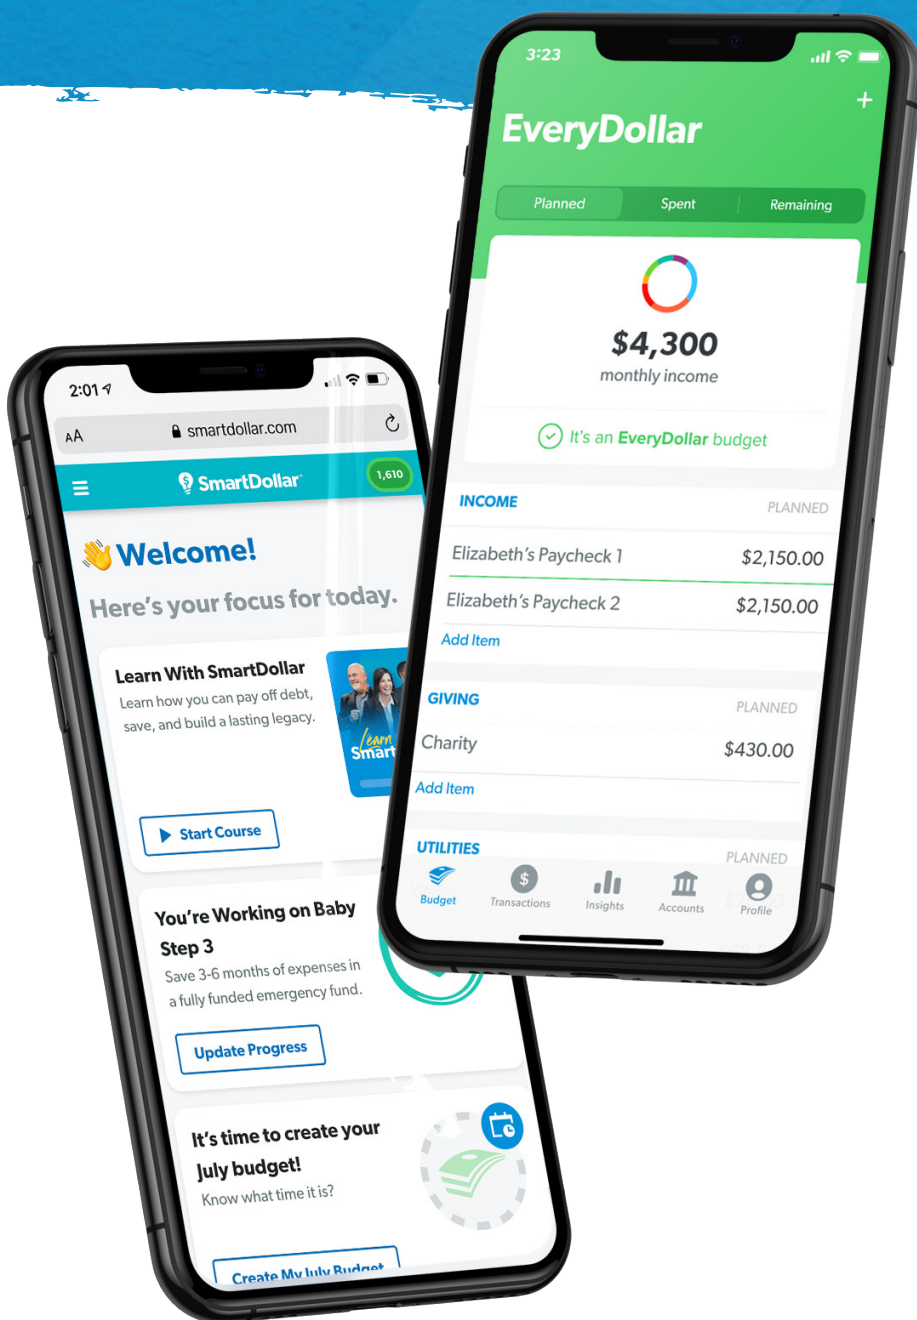 3:23
EveryDollar
+
Planned Spent Remaining
$4,300
monthly income
It's an EveryDollar budget
INCOME PLANNED
Elizabeth's Paycheck 1 $2,150.00
Elizabeth's Paycheck 2 $2,150.00
Add Item
GIVING PLANNED
Charity $430.00
Add Item
UTILITIES PLANNED
$
Budget Transactions Insights Accounts Profile
2:01
AA smartdollar.com
SmartDollar 1,610
Welcome!
Here's your focus for today.
Learn With SmartDollar
Learn how you can pay off debt,
save, and build a lasting legacy.
Learn
Smart
Start Course
You're Working on Baby
Step 3
Save 3-6 months of expenses in
a fully funded emergency fund.
Update Progress
It's time to create your
July budget!
Know what time it is?
Create My July Budget